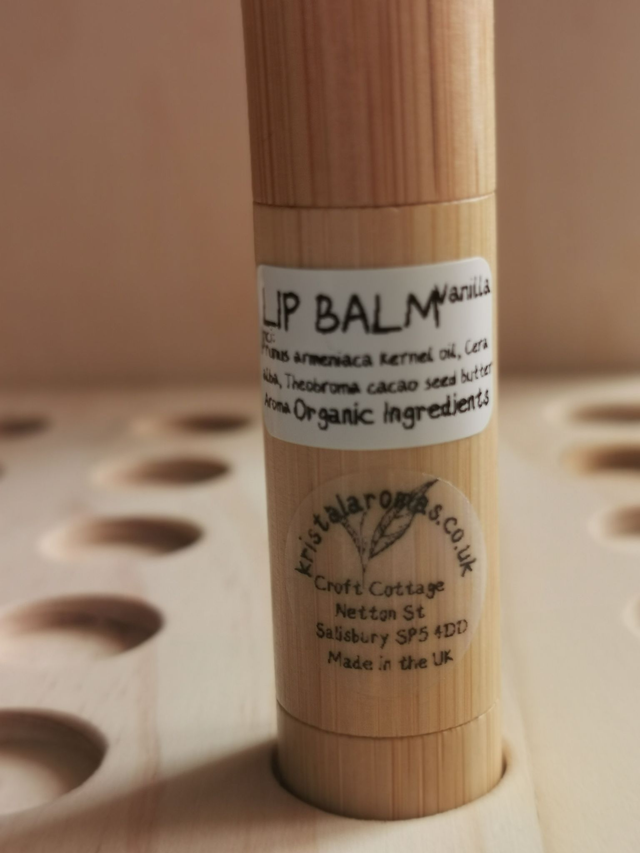 LIP BALM Vanilla
INCI:
Prunus armeniaca kernel oil, Cera
alba, Theobroma cacao seed butter
Aroma Organic Ingredients
kristalaromas.co.uk
Croft Cottage
Netton St
Salisbury SP5 4DD
Made in the UK